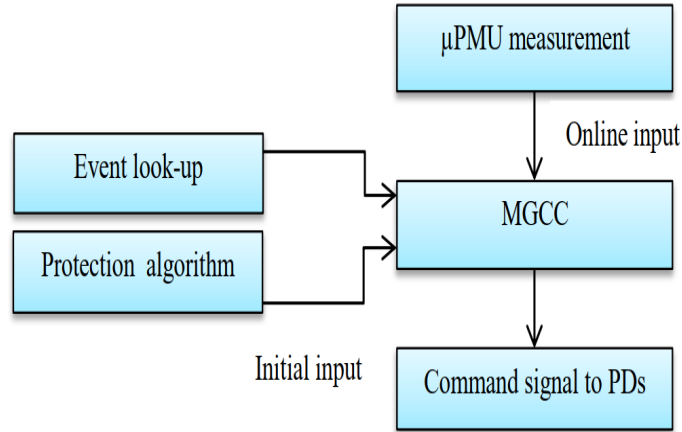 µPMU measurement
Online input
Event look-up
MGCC
Protection algorithm
Initial input
Command signal to PDs